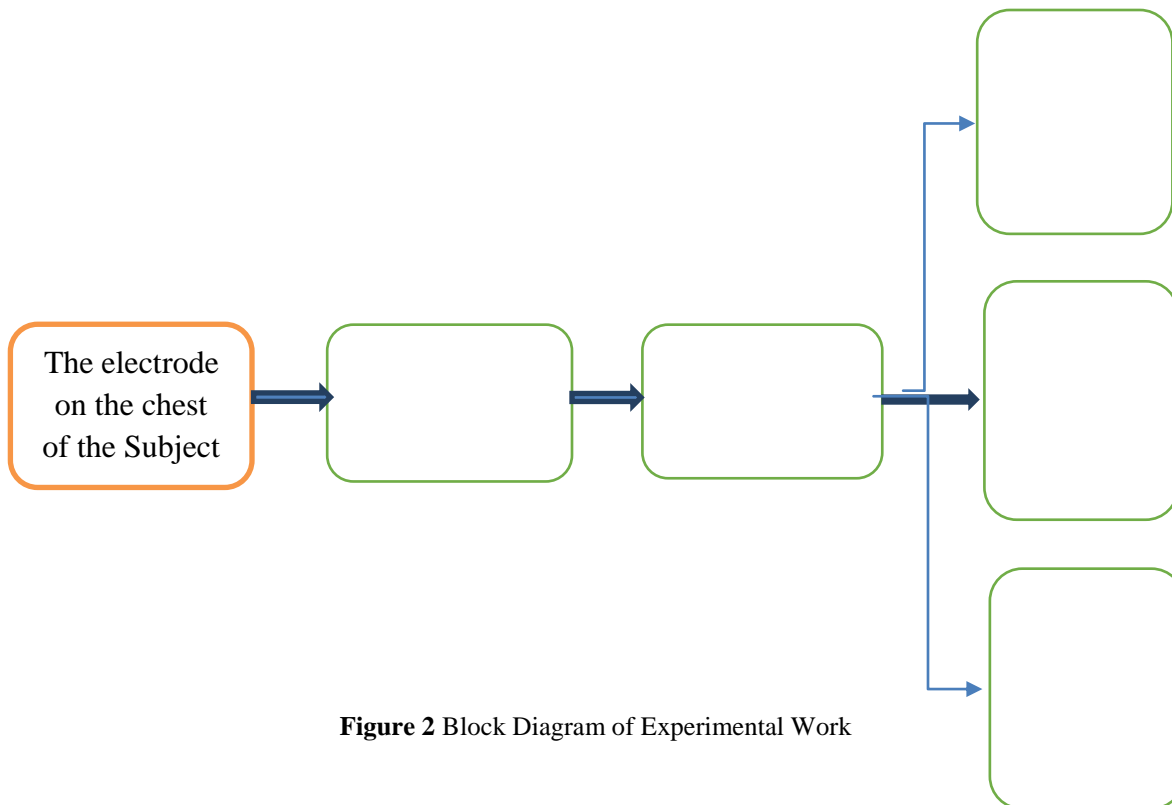 The electrode
on the chest
of the Subject
Figure 2 Block Diagram of Experimental Work